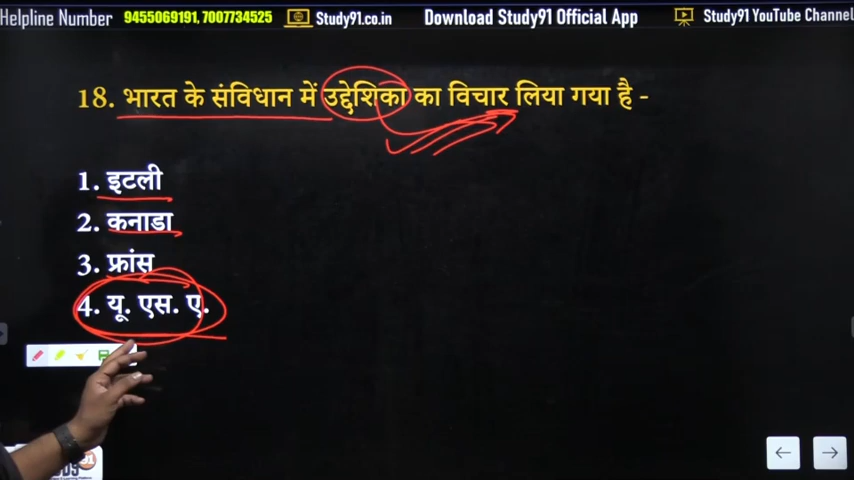 Helpline Number 9455069191, 7007734525 Study91.co.in Download Study91 Official App Study91 YouTube Channel
18. भारत के संविधान में उद्देशिका का विचार लिया गया है -
1. इटली
2. कनाडा
3. फ्रांस
4. यू. एस. ए.